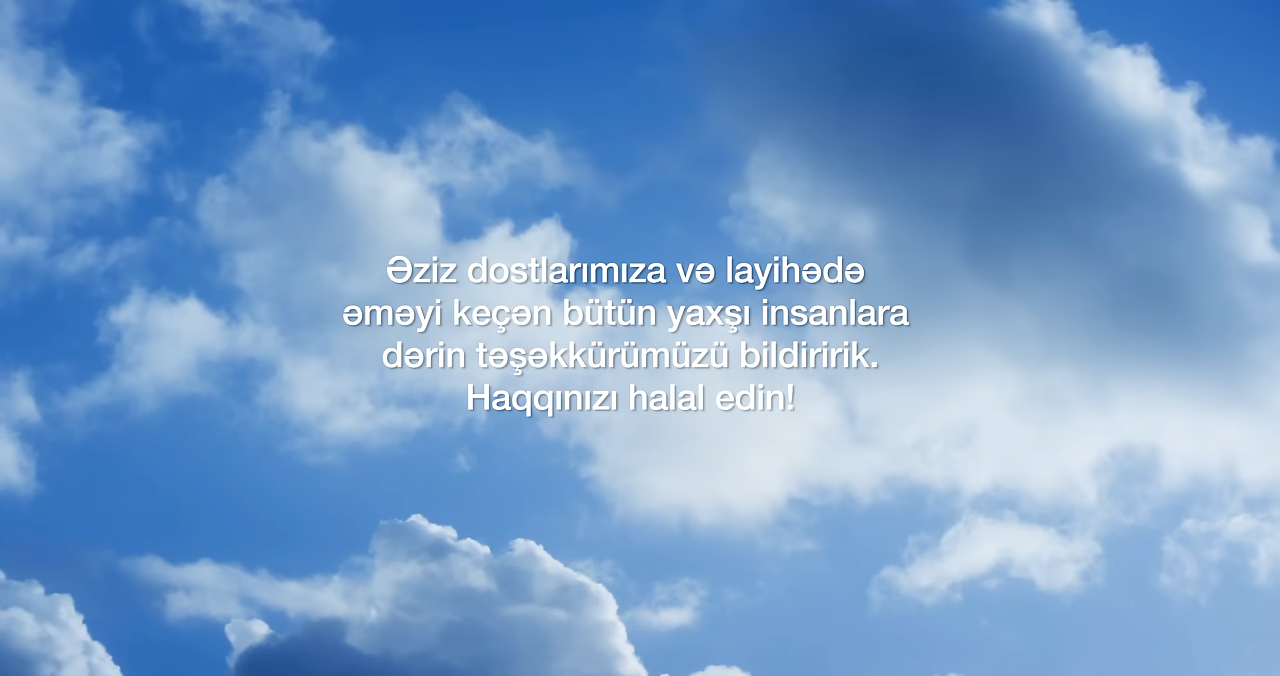 Əziz dostlarımıza və layihədə
əməyi keçən bütün yaxşı insanlara
dərin təşəkkürümüzü bildiririk.
Haqqınızı halal edin!